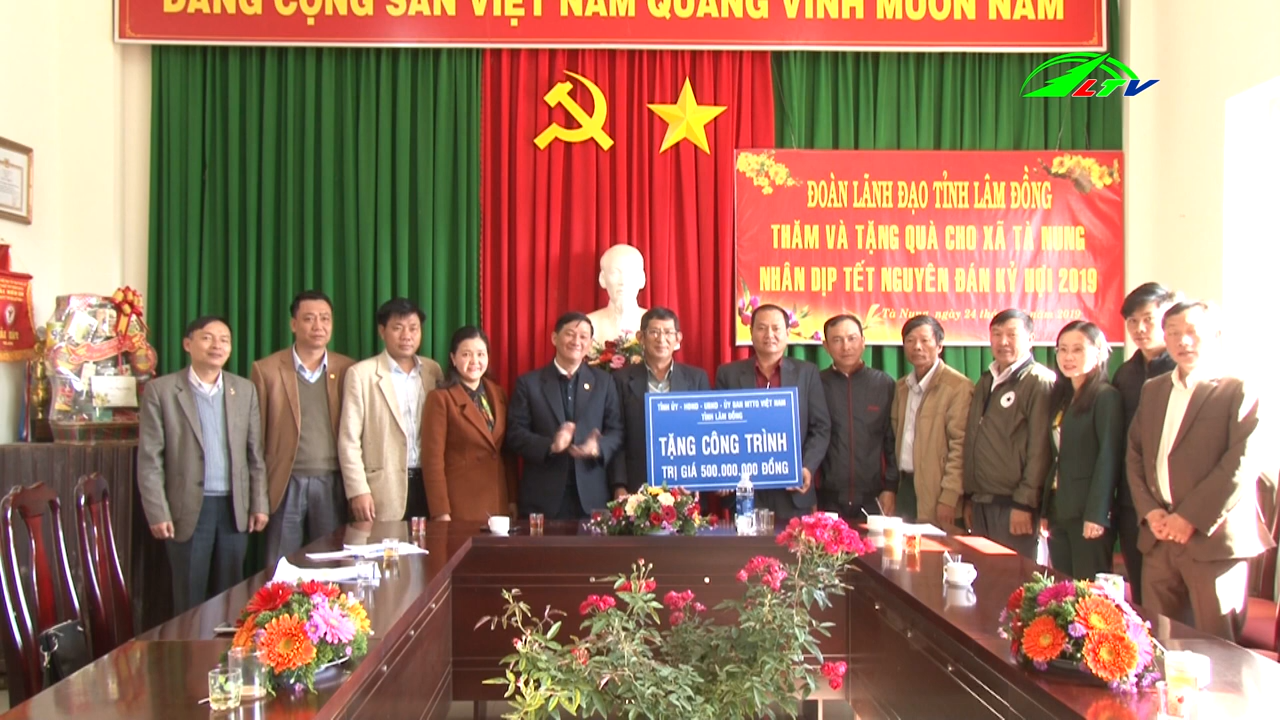 ĐẢNG CỘNG SẢN VIỆT NAM QUANG VINH MUÔN NĂM
LTV
ĐOÀN LÃNH ĐẠO TỈNH LÂM ĐỒNG
THĂM VÀ TẶNG QUÀ CHO XÃ TÀ NUNG
NHÂN DỊP TẾT NGUYÊN ĐÁN KỶ HỢI 2019
Tà Nung, ngày 24 năm 2019
TỈNH ỦY - HĐND - UBND - ỦY BAN MTTQ VIỆT NAM
TỈNH LÂM ĐỒNG
TẶNG CÔNG TRÌNH
TRỊ GIÁ 500.000.000 ĐỒNG